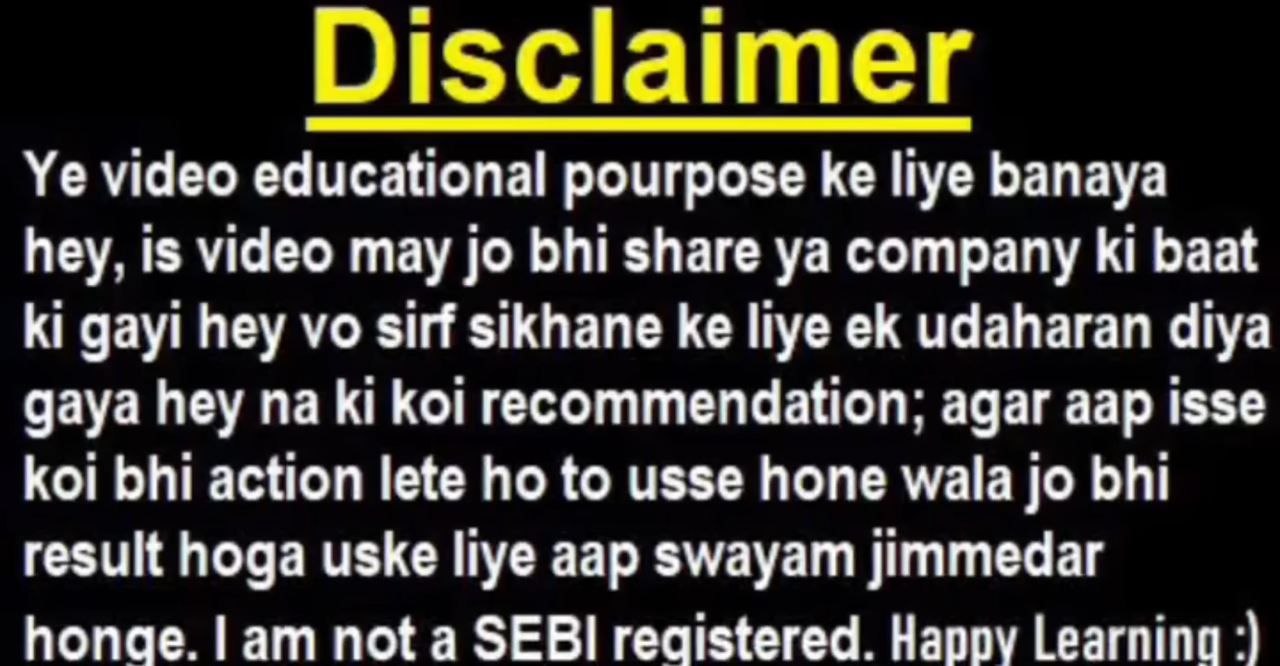 Disclaimer
Ye video educational pourpose ke liye banaya
hey, is video may jo bhi share ya company ki baat
ki gayi hey vo sirf sikhane ke liye ek udaharan diya
gaya hey na ki koi recommendation; agar aap isse
koi bhi action lete ho to usse hone wala jo bhi
result hoga uske liye aap swayam jimmedar
honge. I am not a SEBI registered. Happy Learning :)